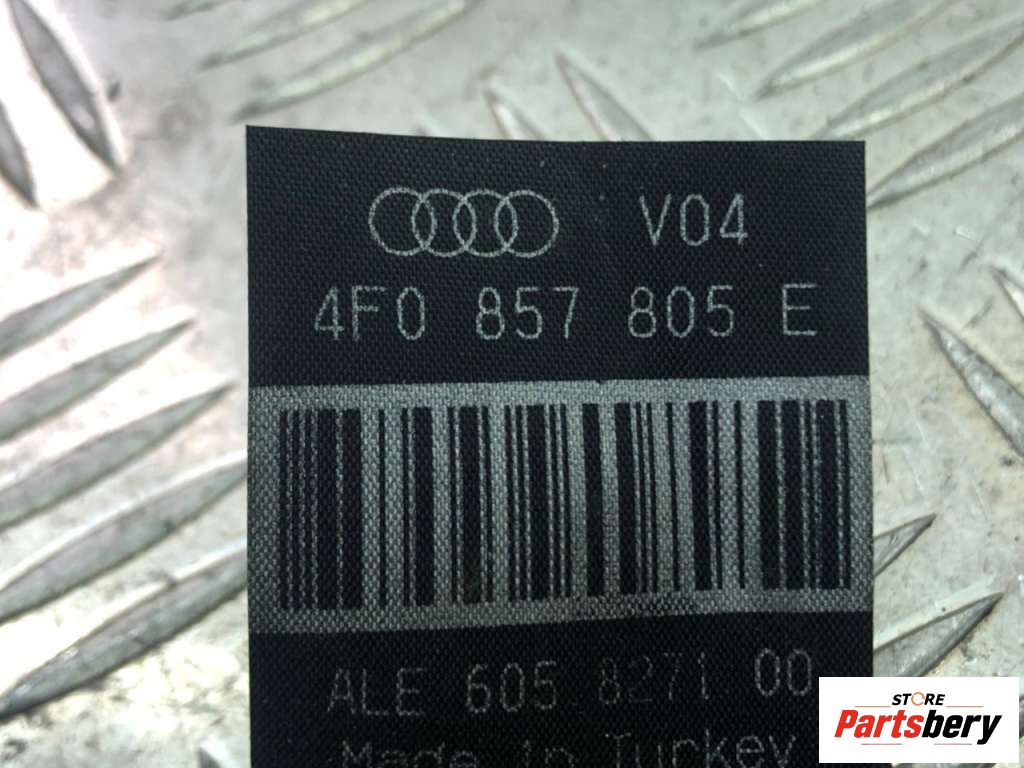 V04
4F0 857 805 E
ALE 605 8271 00
Made in Turkey
STORE
Partsbery